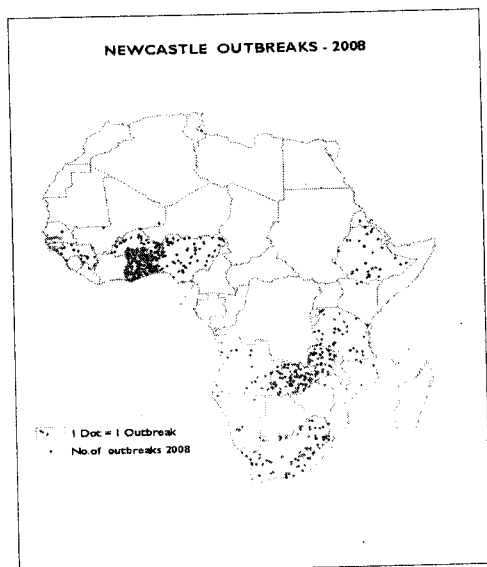 NEWCASTLE OUTBREAKS - 2008
1 Dot = 1 Outbreak
No.of outbreaks 2008